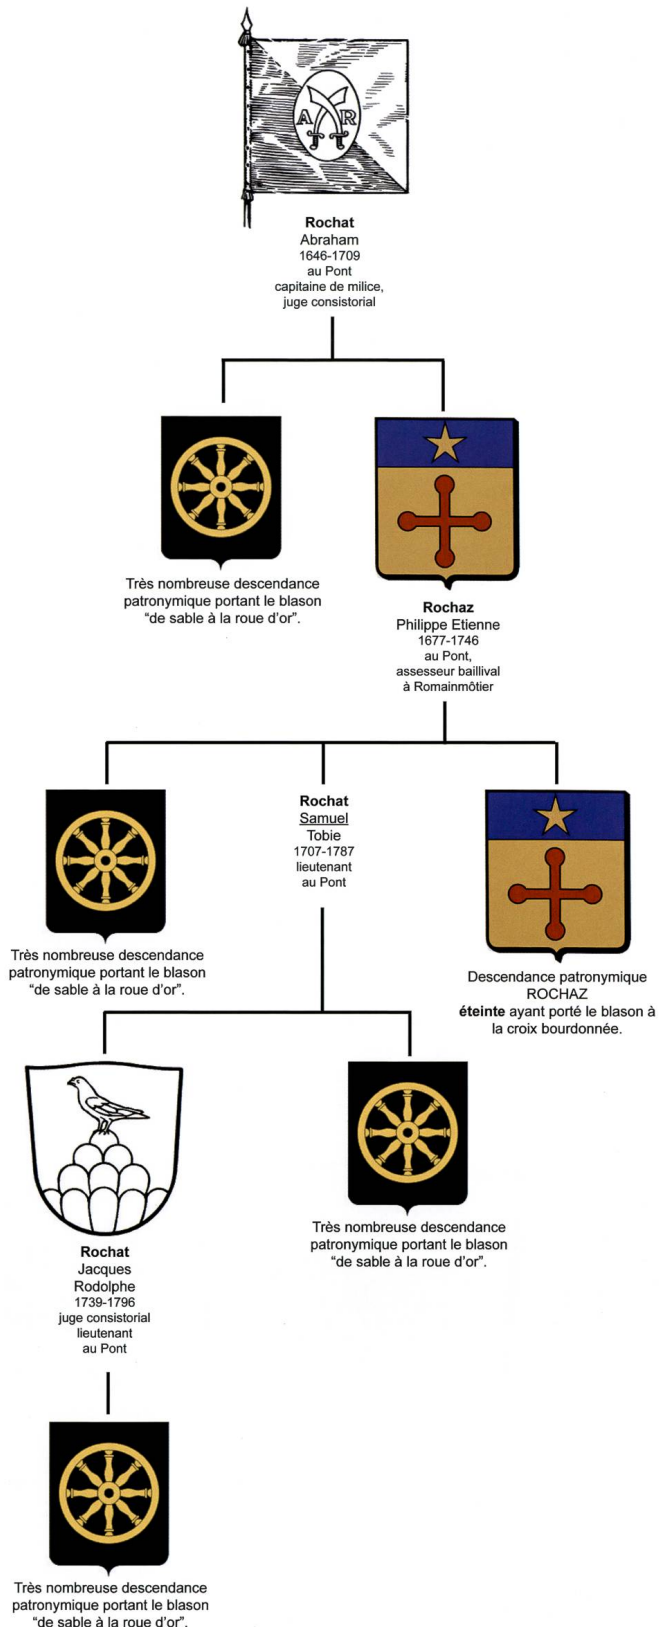 A R
Rochat
Abraham
1646-1709
au Pont
capitaine de milice,
juge consistorial
Très nombreuse descendance
patronymique portant le blason
“de sable à la roue d’or”.
Rochaz
Philippe Etienne
1677-1746
au Pont,
assesseur baillival
à Romainmôtier
Très nombreuse descendance
patronymique portant le blason
“de sable à la roue d’or”.
Rochat
Samuel
Tobie
1707-1787
lieutenant
au Pont
Descendance patronymique
ROCHAZ
éteinte ayant porté le blason à
la croix bourdonnée.
Rochat
Jacques
Rodolphe
1739-1796
juge consistorial
lieutenant
au Pont
Très nombreuse descendance
patronymique portant le blason
“de sable à la roue d’or”.
Très nombreuse descendance
patronymique portant le blason
“de sable à la roue d’or”.